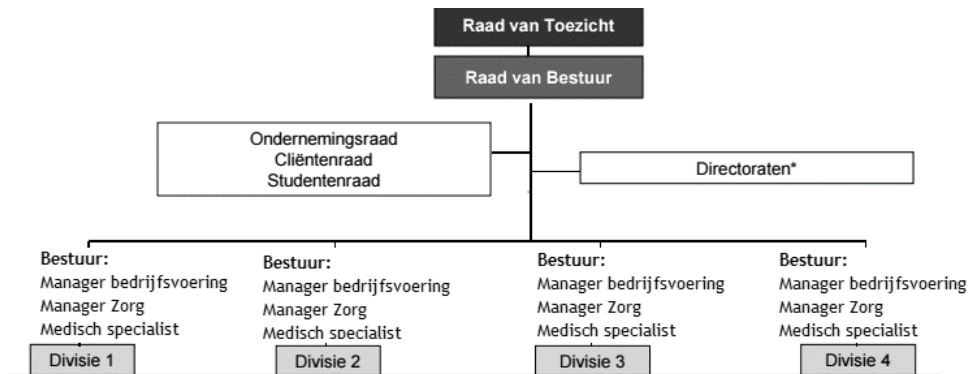 Raad van Toezicht
Raad van Bestuur
Ondernemingsraad
Cliëntenraad
Studentenraad
Directoraten*
Bestuur:
Manager bedrijfsvoering
Manager Zorg
Medisch specialist
Divisie 1
Bestuur:
Manager bedrijfsvoering
Manager Zorg
Medisch specialist
Divisie 2
Bestuur:
Manager bedrijfsvoering
Manager Zorg
Medisch specialist
Divisie 3
Bestuur:
Manager bedrijfsvoering
Manager Zorg
Medisch specialist
Divisie 4